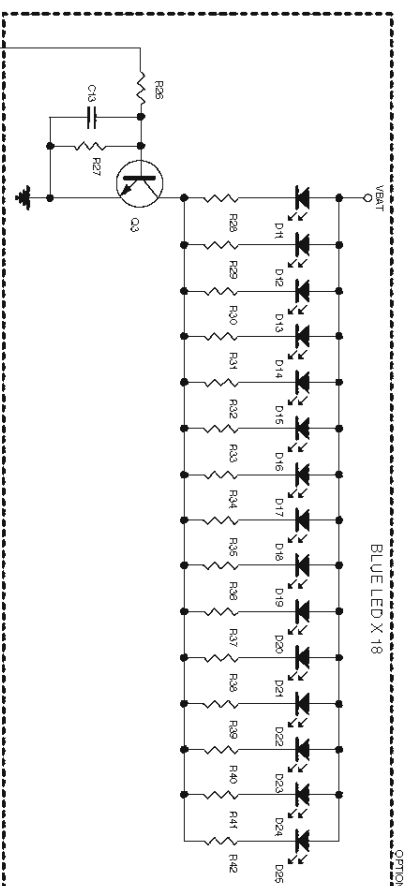 VBAT
BLUE LED X 18
OPTION
R26
C13
R27
Q3
R28
R29
R30
R31
R32
R33
R34
R35
R36
R37
R38
R39
R40
R41
R42
D11
D12
D13
D14
D15
D16
D17
D18
D19
D20
D21
D22
D23
D24
D25